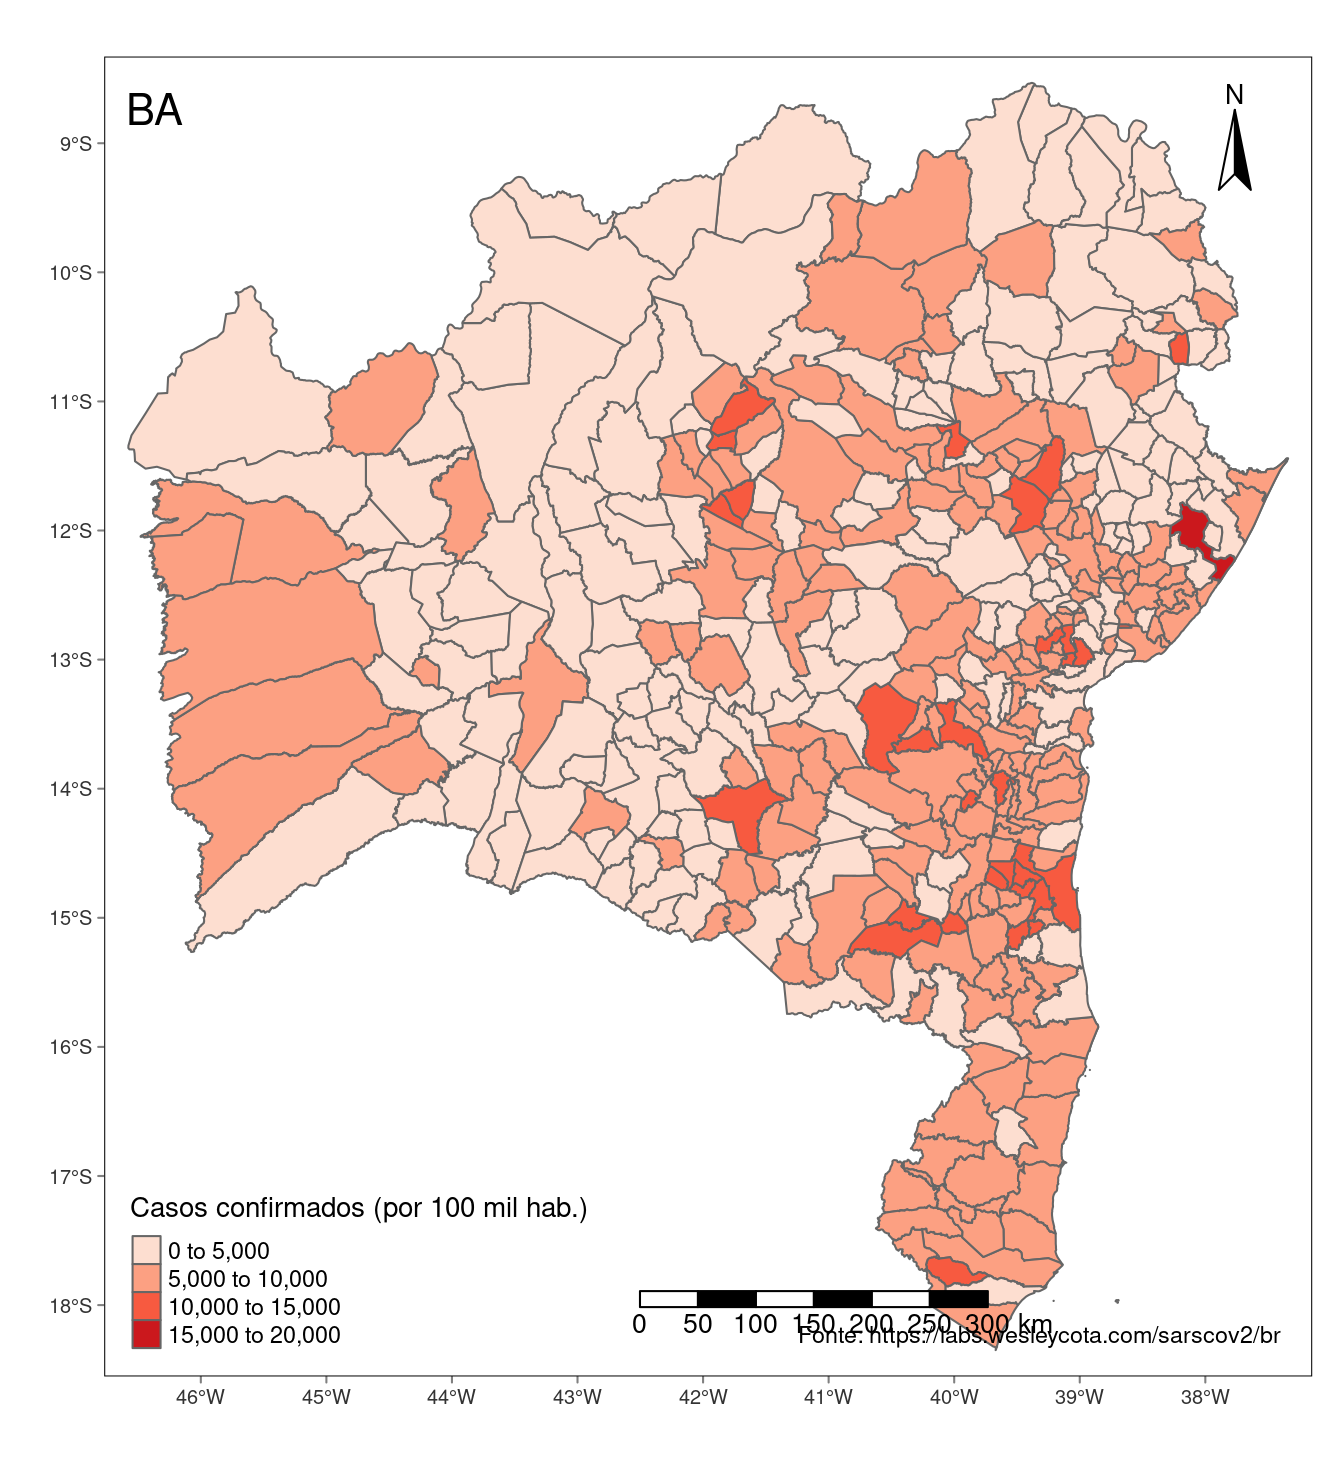 BA
N
9°S
10°S
11°S
12°S
13°S
14°S
15°S
16°S
17°S
18°S
Casos confirmados (por 100 mil hab.)
0 to 5,000
5,000 to 10,000
10,000 to 15,000
15,000 to 20,000
0 50 100 150 200 250 300 km
Fonte: https://labs.wesleycota.com/sarscov2/br
46°W 45°W 44°W 43°W 42°W 41°W 40°W 39°W 38°W